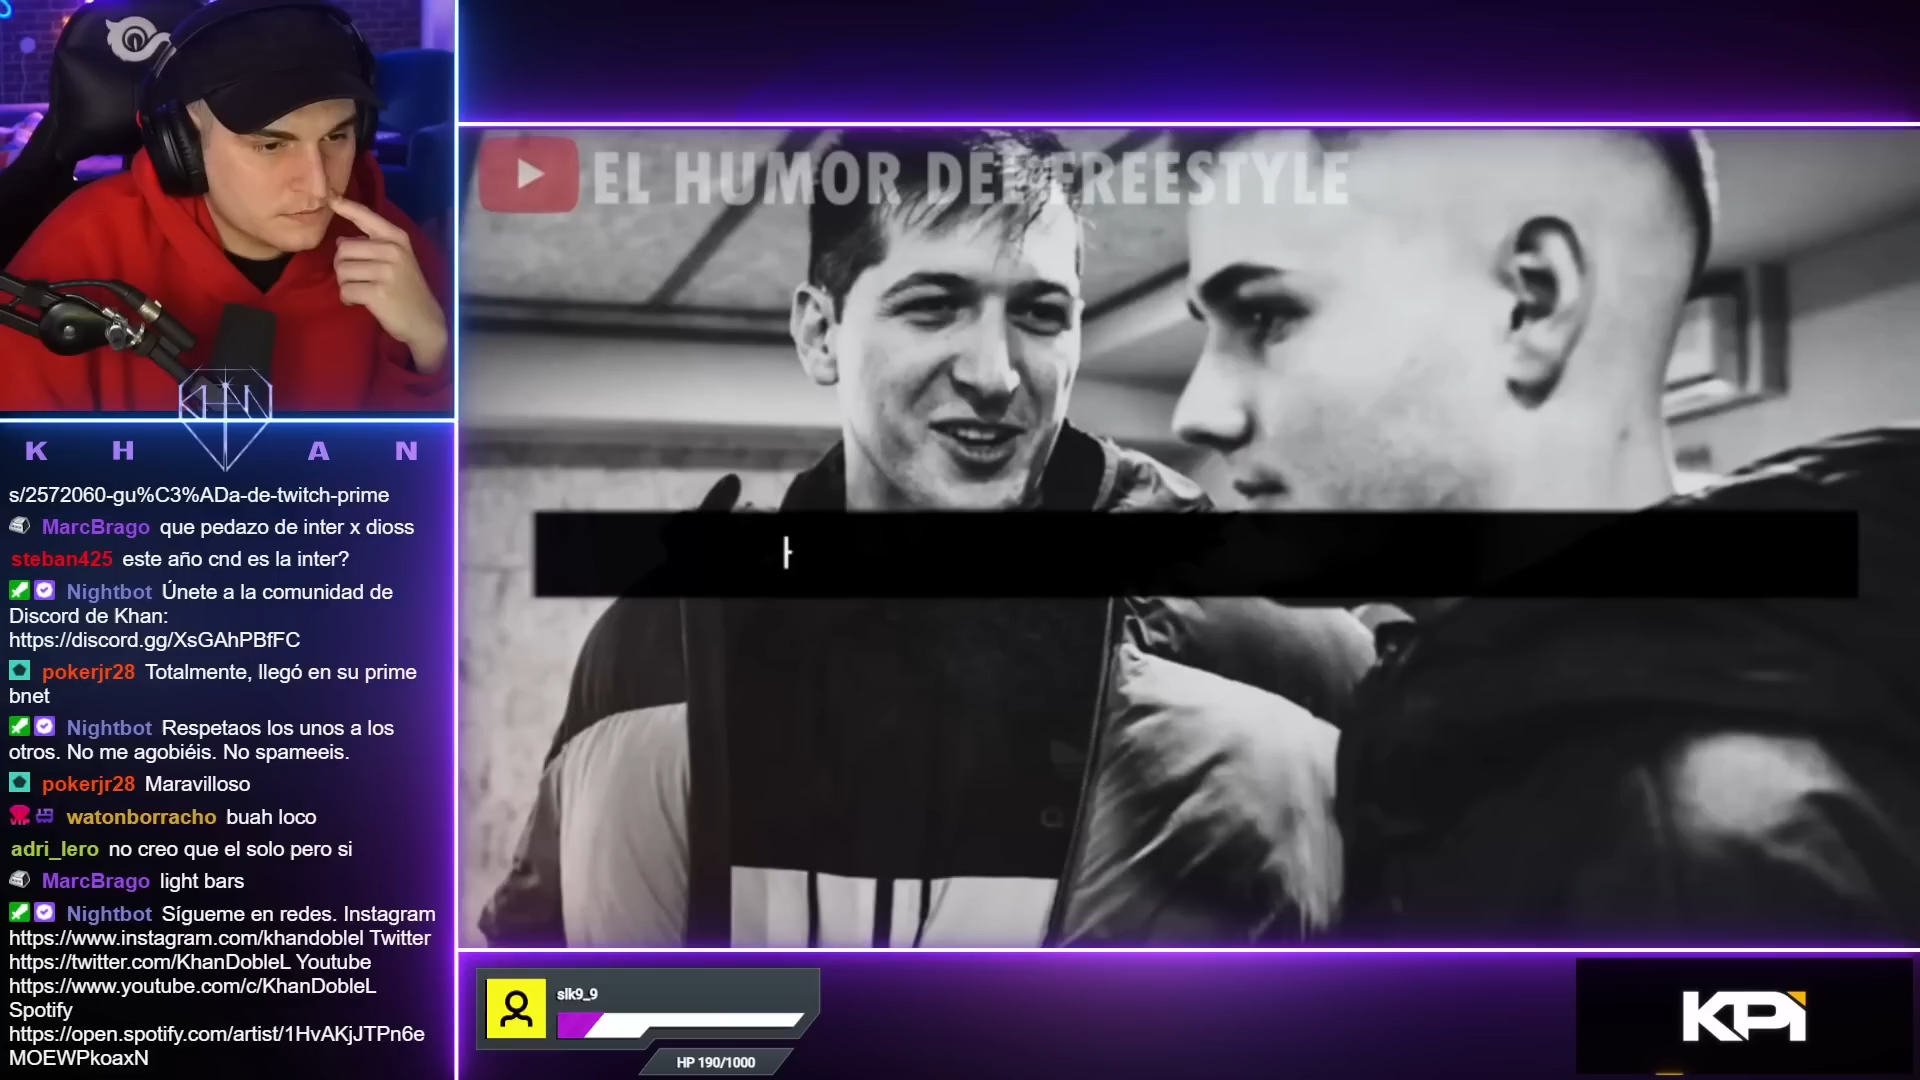 KHAN
K H A N
s/2572060-gu%C3%ADa-de-twitch-prime
MarcBrago que pedazo de inter x dioss
steban425 este año cnd es la inter?
Nightbot Únete a la comunidad de
Discord de Khan:
https://discord.gg/XsGAhPBfFC
pokerjr28 Totalmente, llegó en su prime
bnet
Nightbot Respetaos los unos a los
otros. No me agobiéis. No spameeis.
pokerjr28 Maravilloso
watonborracho buah loco
adri_lero no creo que el solo pero si
MarcBrago light bars
Nightbot Sígueme en redes. Instagram
https://www.instagram.com/khandoblel Twitter
https://twitter.com/KhanDobleL Youtube
https://www.youtube.com/c/KhanDobleL
Spotify
https://open.spotify.com/artist/1HvAKjJTPn6e
MOEWPkoaxN
EL HUMOR DEL FREESTYLE
slk9_9
HP 190/1000
KPI